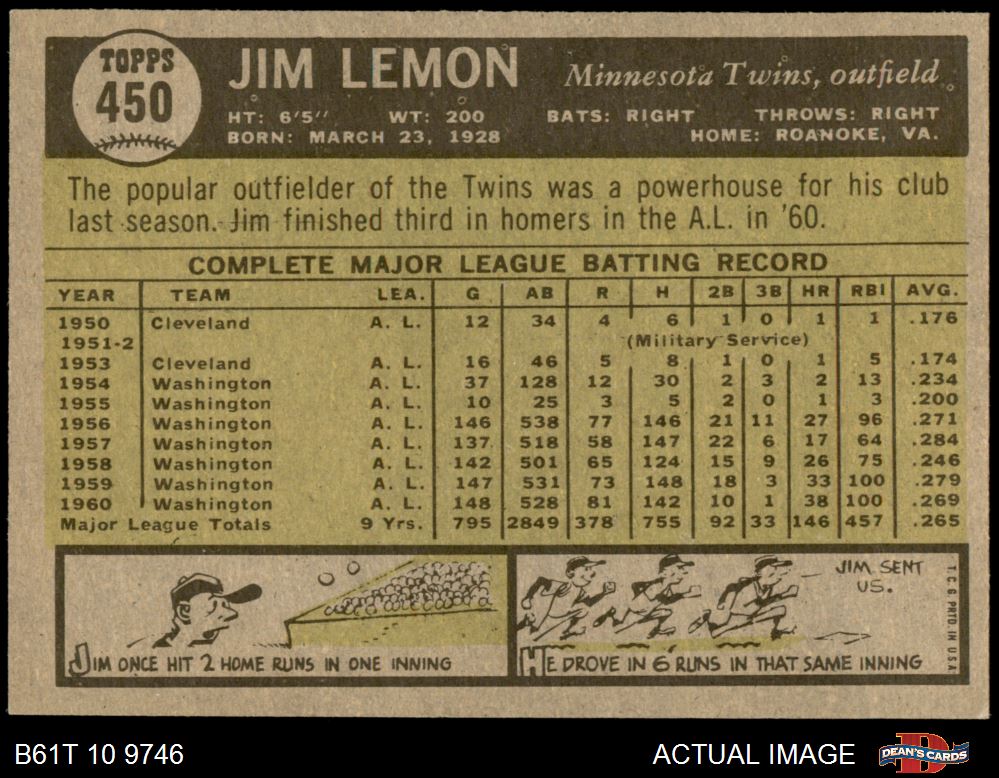 TOPPS
450
JIM LEMON
Minnesota Twins, outfield
HT: 6'5" WT: 200 BATS: RIGHT THROWS: RIGHT
BORN: MARCH 23, 1928 HOME: ROANOKE, VA.
The popular outfielder of the Twins was a powerhouse for his club
last season. Jim finished third in homers in the A.L. in '60.
COMPLETE MAJOR LEAGUE BATTING RECORD
YEAR TEAM LEA. G AB R H 2B 3B HR RBI AVG.
1950 Cleveland A. L. 12 34 4 6 1 0 1 1 .176
1951-2 (Military Service)
1953 Cleveland A. L. 16 46 5 8 1 0 1 5 .174
1954 Washington A. L. 37 128 12 30 2 3 2 13 .234
1955 Washington A. L. 10 25 3 5 2 0 1 3 .200
1956 Washington A. L. 146 538 77 146 21 11 27 96 .271
1957 Washington A. L. 137 518 58 147 22 6 17 64 .284
1958 Washington A. L. 142 501 65 124 15 9 26 75 .246
1959 Washington A. L. 147 531 73 148 18 3 33 100 .279
1960 Washington A. L. 148 528 81 142 10 1 38 100 .269
Major League Totals 9 Yrs. 795 2849 378 755 92 33 146 457 .265
JIM ONCE HIT 2 HOME RUNS IN ONE INNING
JIM SENT
US.
HE DROVE IN 6 RUNS IN THAT SAME INNING
T.C.G. PRTD. IN U.S.A.
B61T 10 9746
ACTUAL IMAGE
DEAN'S CARDS